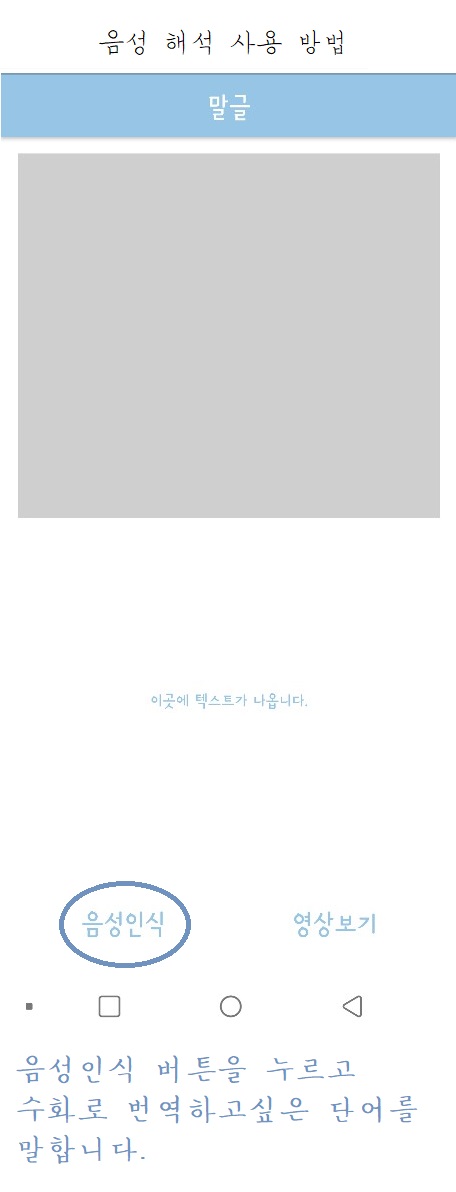 음성 해석 사용 방법
말글
이곳에 텍스트가 나옵니다.
음성인식 영상보기
음성인식 버튼을 누르고
수화로 번역하고싶은 단어를
말합니다.